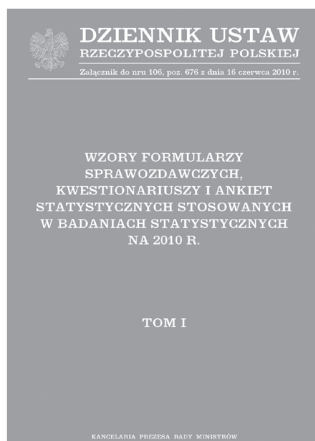 DZIENNIK USTAW
RZECZYPOSPOLITEJ POLSKIEJ
Załącznik do nru 106, poz. 676 z dnia 16 czerwca 2010 r.
WZORY FORMULARZY
SPRAWOZDAWCZYCH,
KWESTIONARIUSZY I ANKIET
STATYSTYCZNYCH STOSOWANYCH
W BADANIACH STATYSTYCZNYCH
NA 2010 R.
TOM I
KANCELARIA PREZESA RADY MINISTRÓW